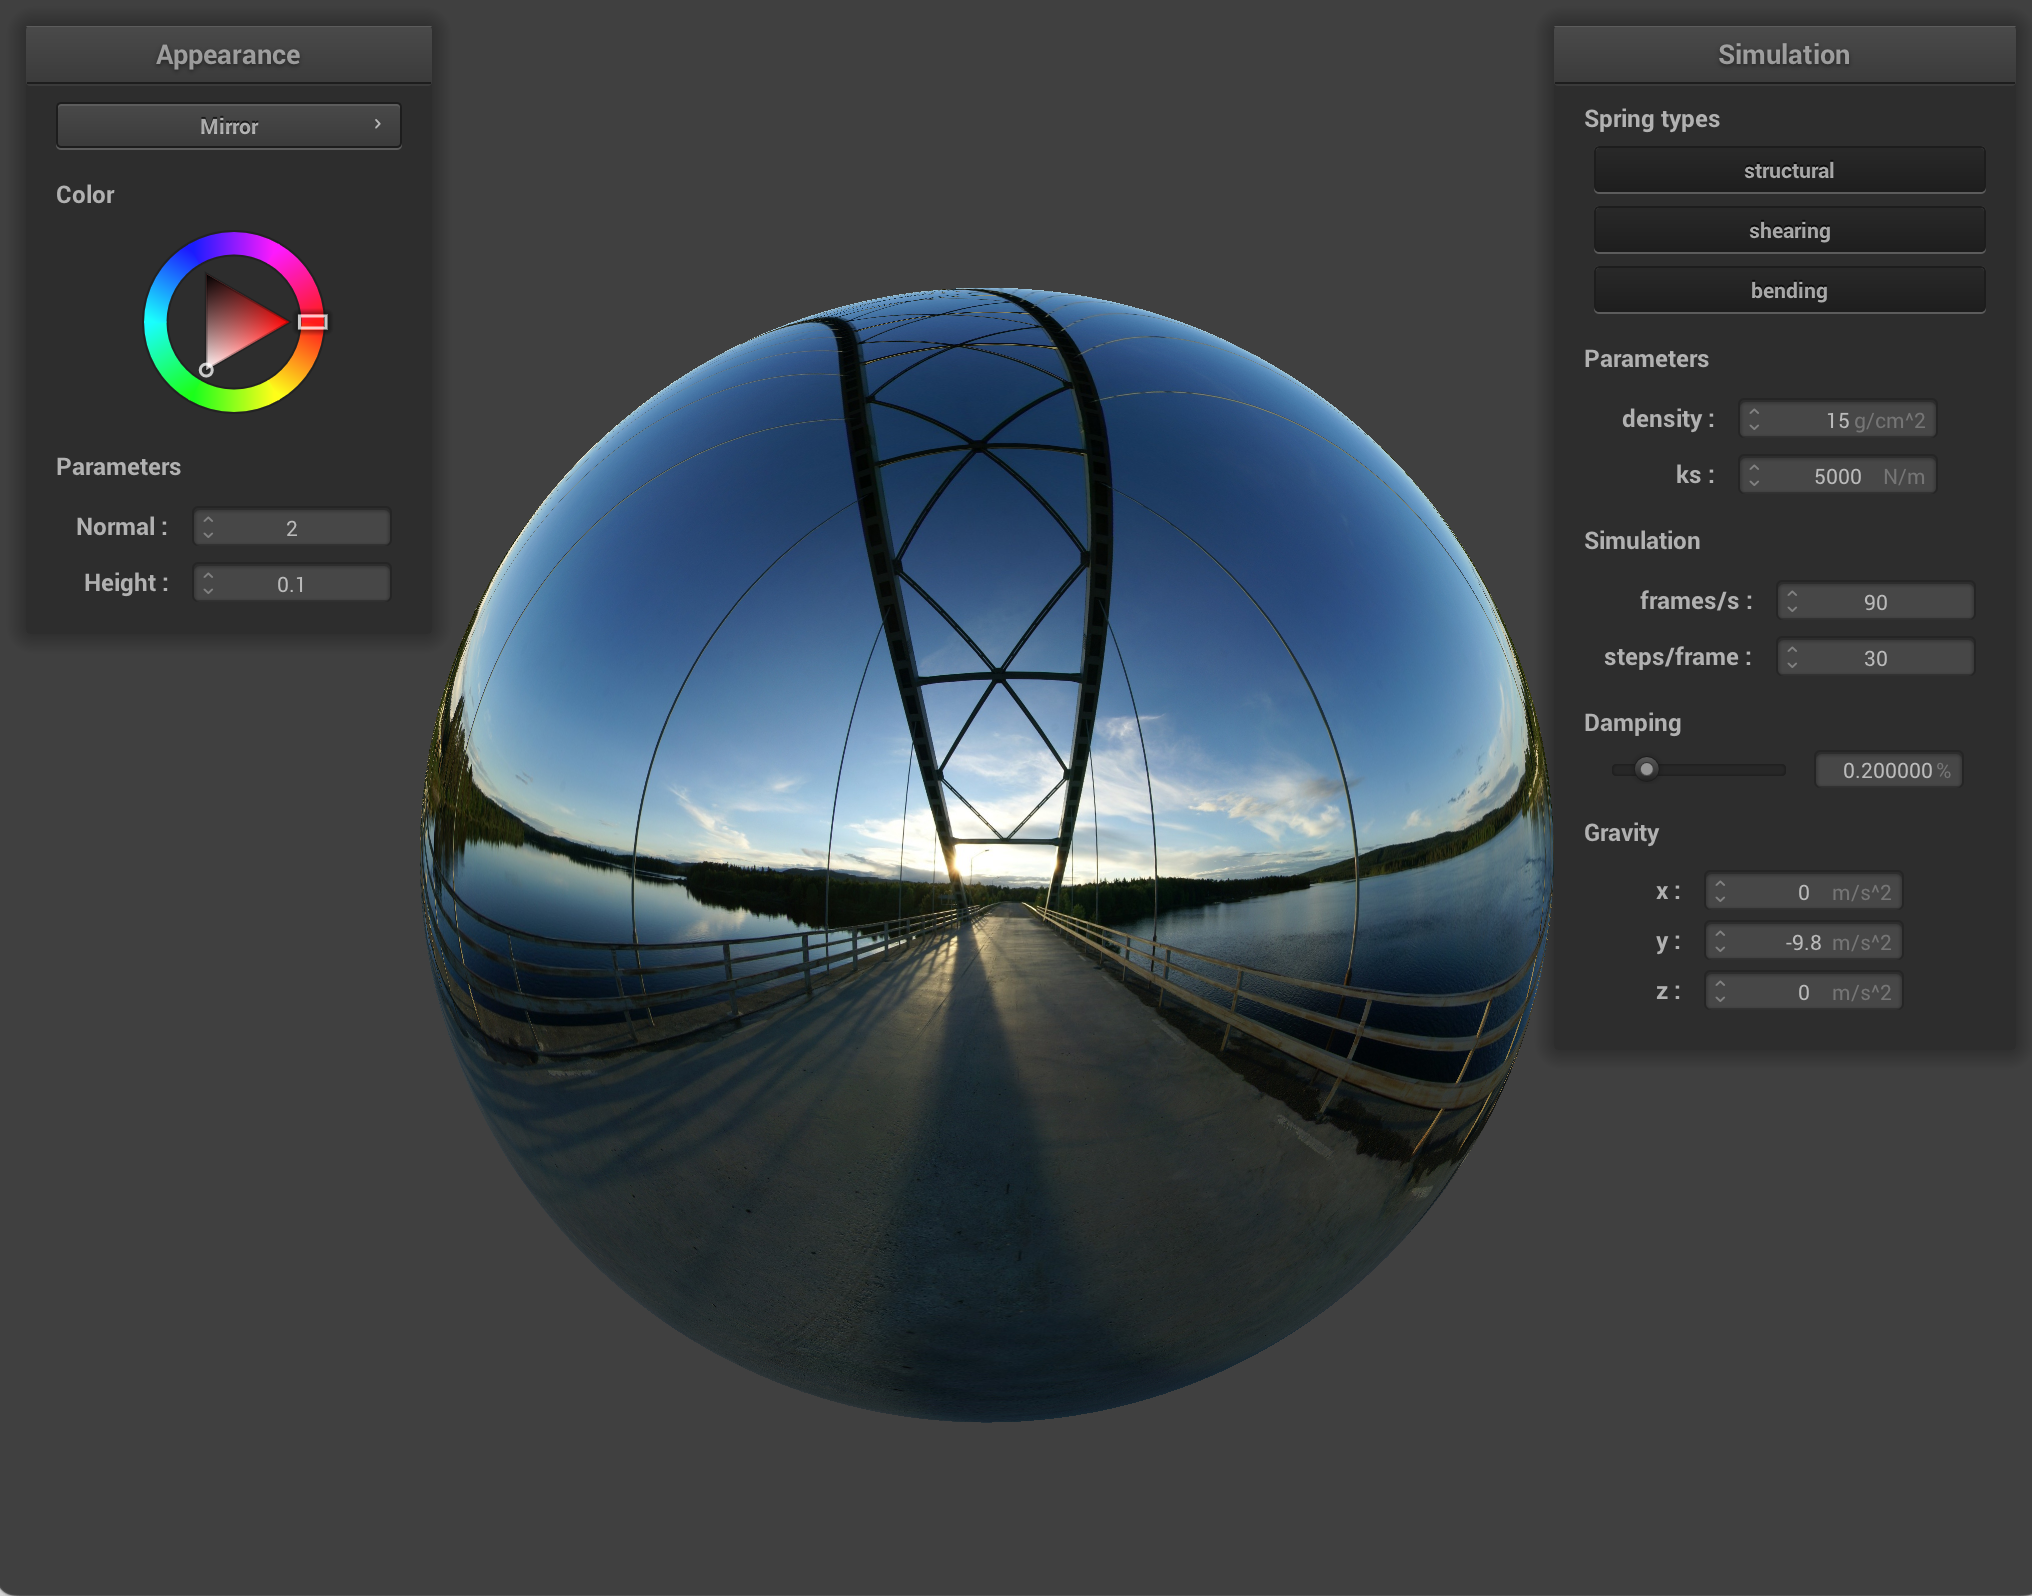 Appearance
Mirror
Color
Parameters
Normal : 2
Height : 0.1
Simulation
Spring types
structural
shearing
bending
Parameters
density : 15 g/cm^2
ks : 5000 N/m
Simulation
frames/s : 90
steps/frame : 30
Damping
0.200000 %
Gravity
x : 0 m/s^2
y : -9.8 m/s^2
z : 0 m/s^2